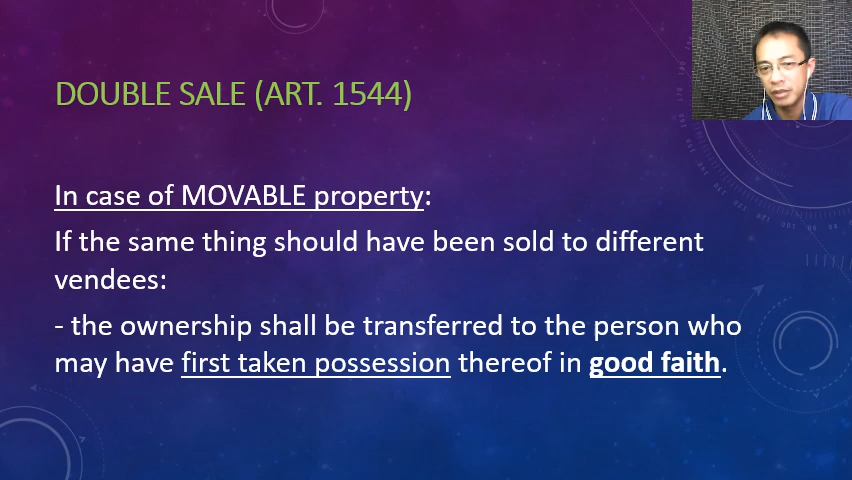 DOUBLE SALE (ART. 1544)
In case of MOVABLE property:
If the same thing should have been sold to different
vendees:
- the ownership shall be transferred to the person who
may have first taken possession thereof in good faith.